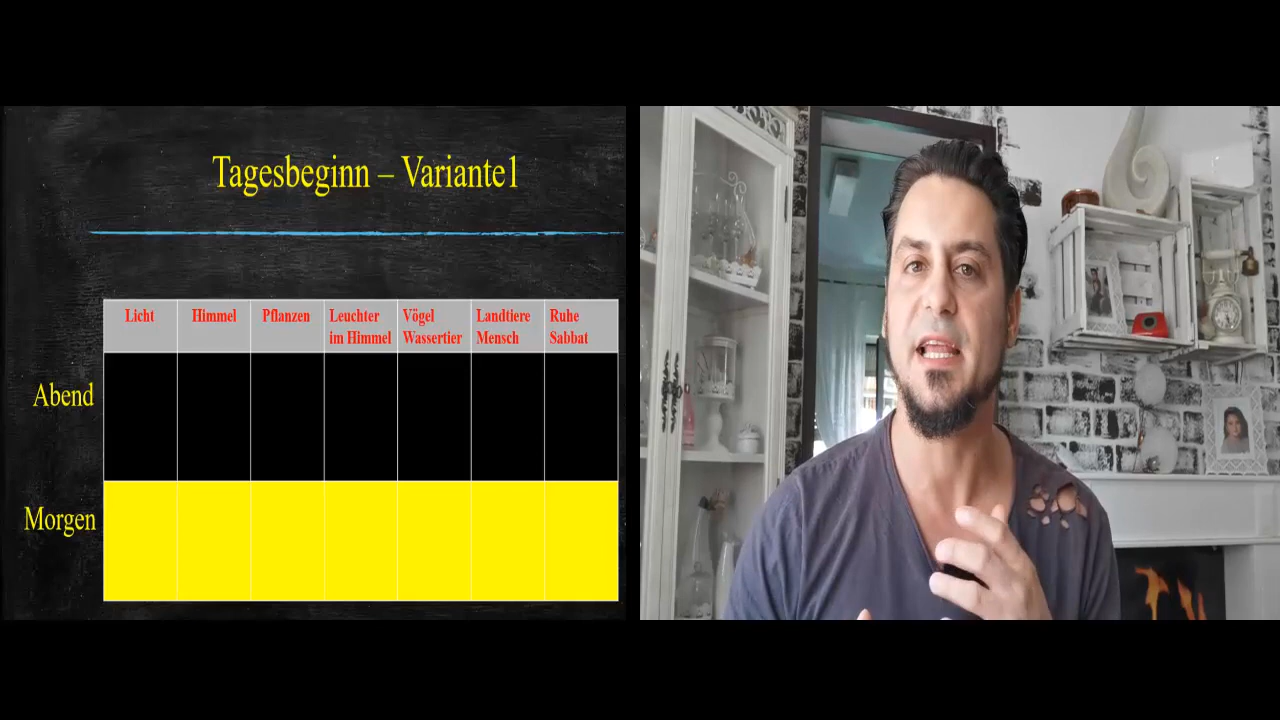 Tagesbeginn – Variante1
Licht
Himmel
Pflanzen
Leuchter
im Himmel
Vögel
Wassertier
Landtiere
Mensch
Ruhe
Sabbat
Abend
Morgen